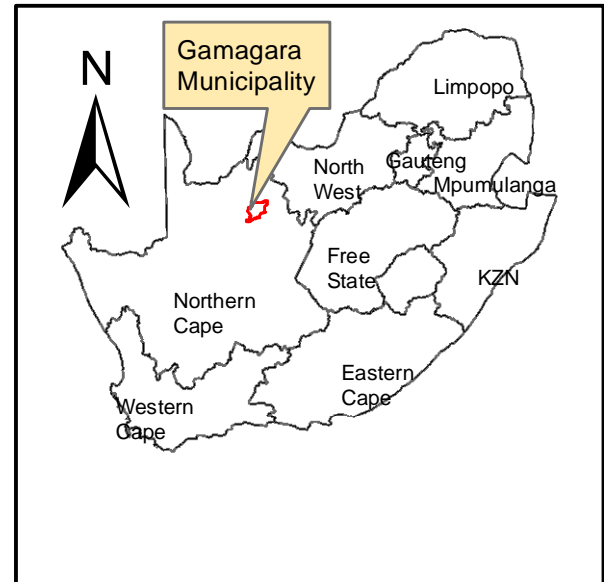 Gamagara
Municipality
N
Limpopo
North
West
Gauteng
Mpumulanga
Free
State
KZN
Northern
Cape
Eastern
Cape
Western
Cape